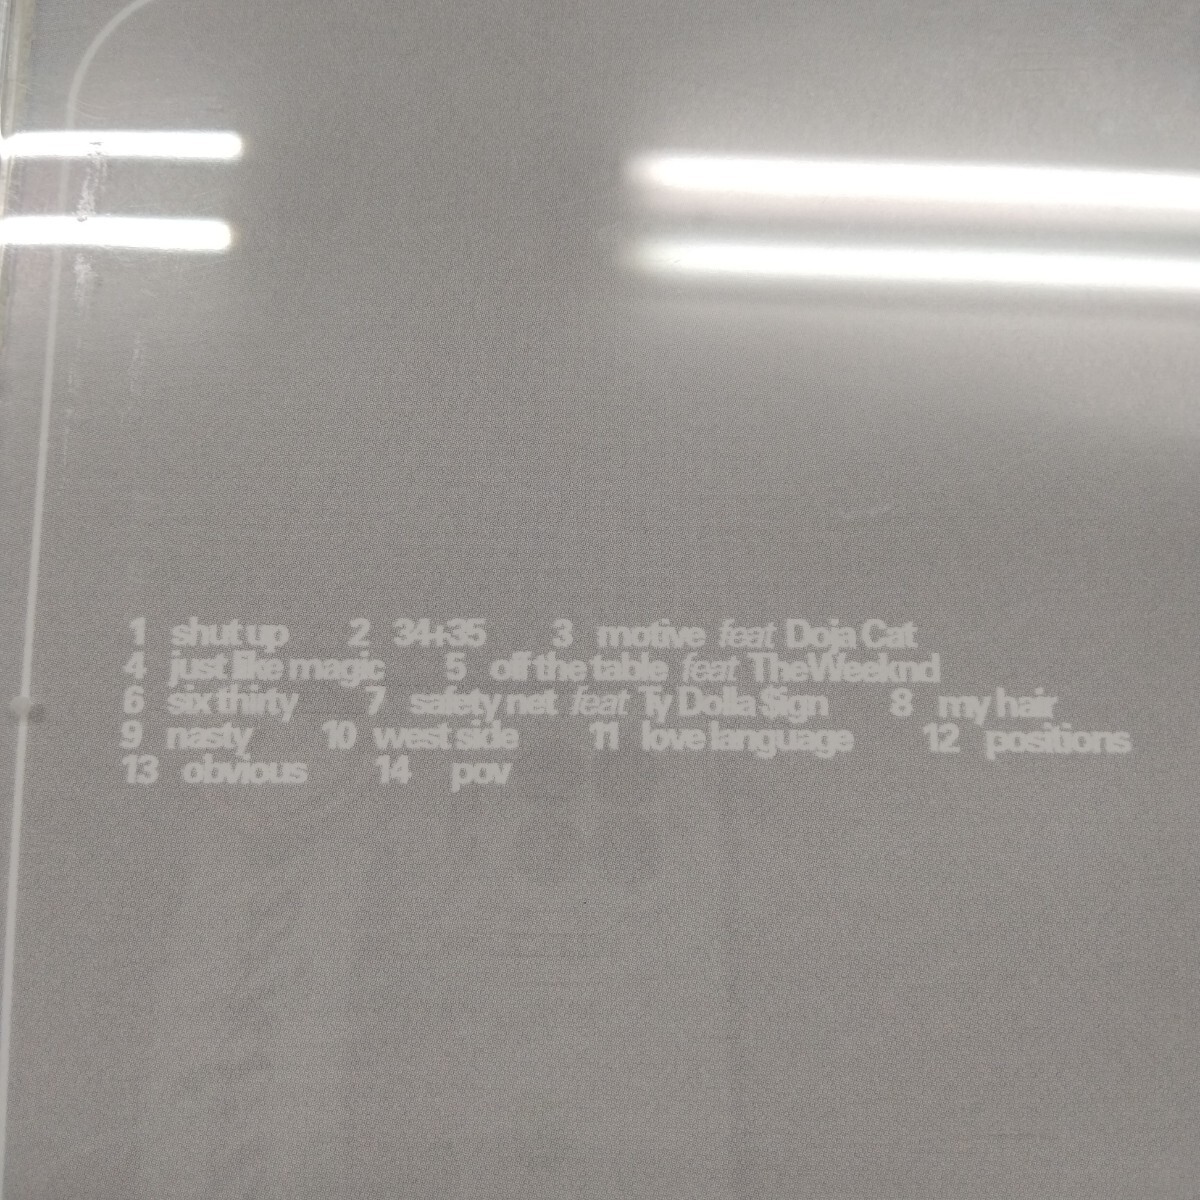 1 shut up 2 34+35 3 motive feat Doja Cat
4 just like magic 5 off the table feat The Weeknd
6 six thirty 7 safety net feat Ty Dolla $ign 8 my hair
9 nasty 10 west side 11 love language 12 positions
13 obvious 14 pov